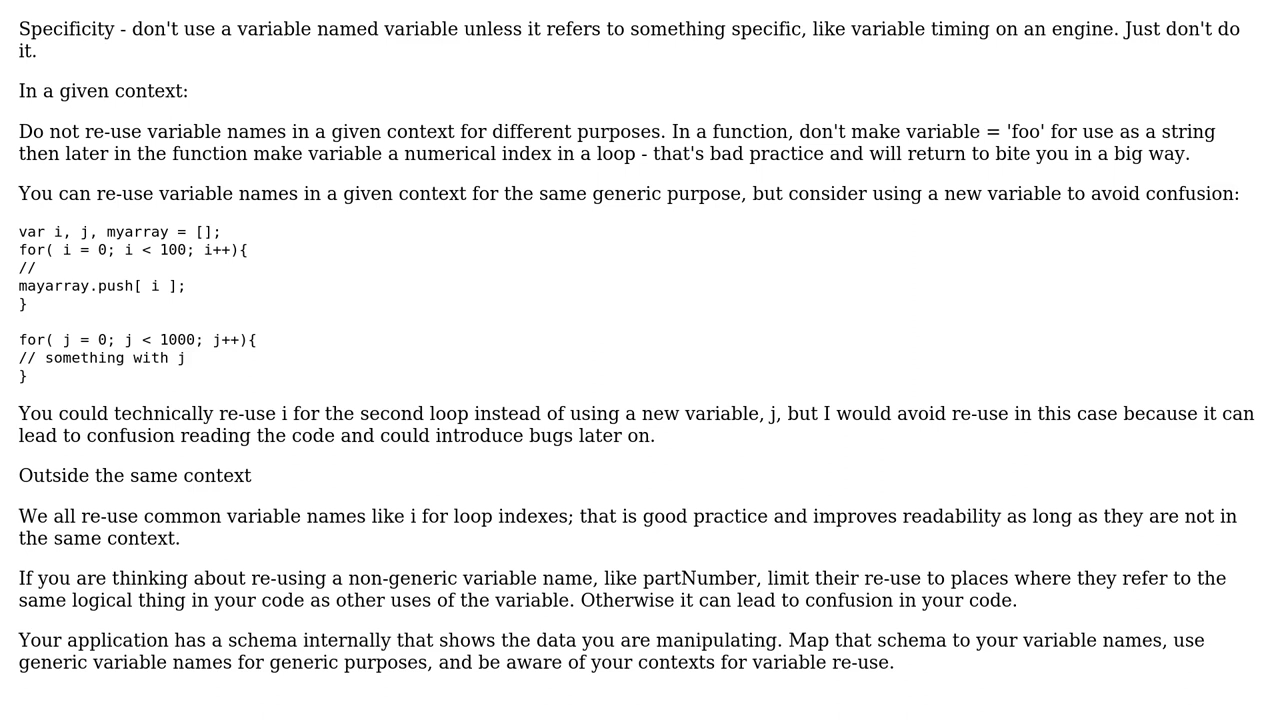 Specificity - don't use a variable named variable unless it refers to something specific, like variable timing on an engine. Just don't do
it.
In a given context:
Do not re-use variable names in a given context for different purposes. In a function, don't make variable = 'foo' for use as a string
then later in the function make variable a numerical index in a loop - that's bad practice and will return to bite you in a big way.
You can re-use variable names in a given context for the same generic purpose, but consider using a new variable to avoid confusion:
var i, j, myarray = [];
for( i = 0; i < 100; i++){
//
mayarray.push[ i ];
}
for( j = 0; j < 1000; j++){
// something with j
}
You could technically re-use i for the second loop instead of using a new variable, j, but I would avoid re-use in this case because it can
lead to confusion reading the code and could introduce bugs later on.
Outside the same context
We all re-use common variable names like i for loop indexes; that is good practice and improves readability as long as they are not in
the same context.
If you are thinking about re-using a non-generic variable name, like partNumber, limit their re-use to places where they refer to the
same logical thing in your code as other uses of the variable. Otherwise it can lead to confusion in your code.
Your application has a schema internally that shows the data you are manipulating. Map that schema to your variable names, use
generic variable names for generic purposes, and be aware of your contexts for variable re-use.